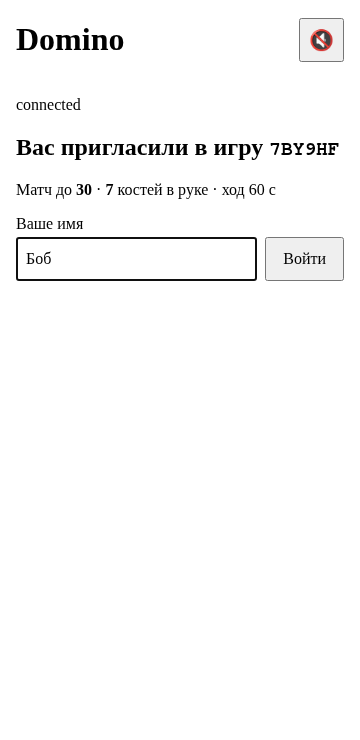 Domino
connected
Вас пригласили в игру 7BY9HF
Матч до 30 · 7 костей в руке · ход 60 с
Ваше имя
Боб
Войти